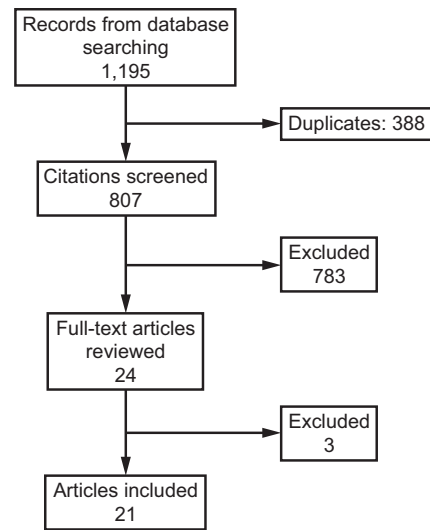 Records from database
searching
1,195
Duplicates: 388
Citations screened
807
Excluded
783
Full-text articles
reviewed
24
Excluded
3
Articles included
21